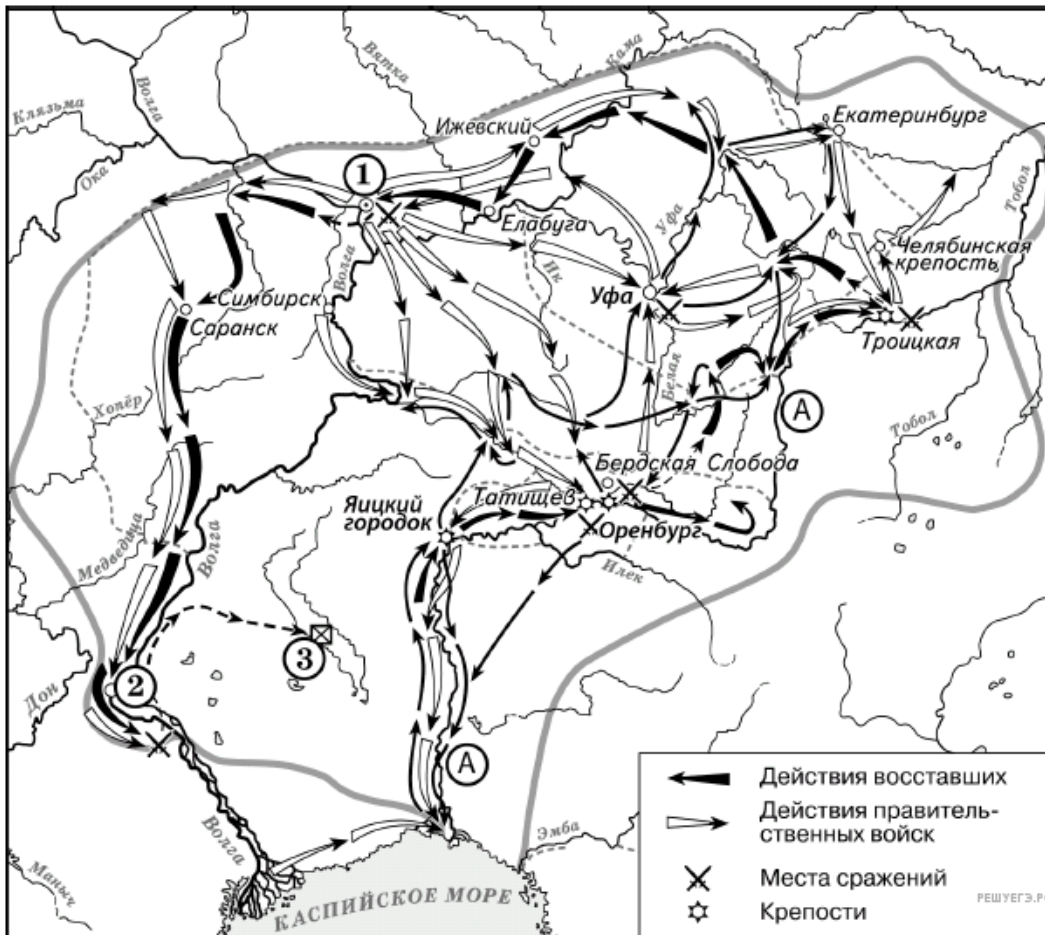 Клязьма
Волга
Вятка
Кама
Ока
Ижевский
Екатеринбург
Тобол
1
Елабуга
Уфа
Челябинская
крепость
Волга
Ик
Симбирск
Саранск
Уфа
Троицкая
Белая
Хопёр
А
Тобол
Бердская Слобода
Татищев
Яицкий
городок
Оренбург
Медведица
Волга
Илек
3
2
Дон
А
Волга
Эмба
Маныч
КАСПИЙСКОЕ МОРЕ
Действия восставших
Действия правитель-
ственных войск
Места сражений
Крепости
РЕШУЕГЭ.РФ